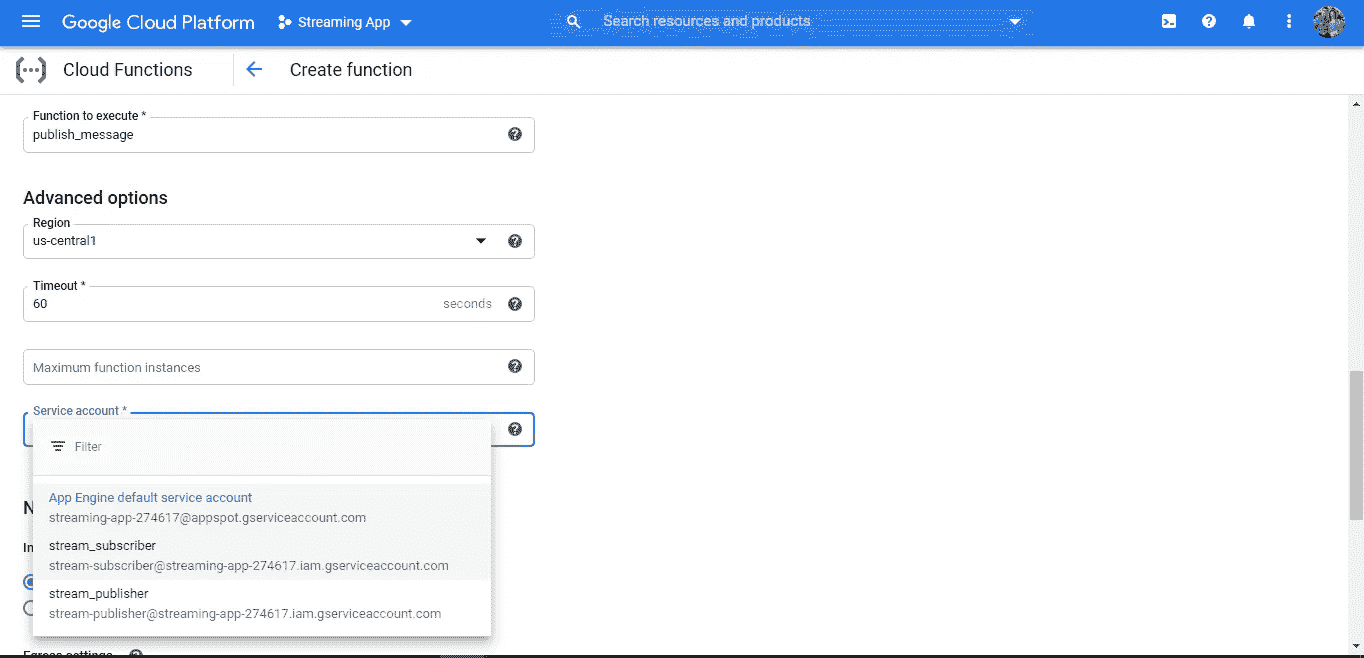 Google Cloud Platform
Streaming App
Search resources and products
Cloud Functions
Create function
Function to execute *
publish_message
Advanced options
Region
us-central1
Timeout *
60
seconds
Maximum function instances
Service account *
Filter
App Engine default service account
streaming-app-274617@appspot.gserviceaccount.com
stream_subscriber
stream-subscriber@streaming-app-274617.iam.gserviceaccount.com
stream_publisher
stream-publisher@streaming-app-274617.iam.gserviceaccount.com
Egress settings